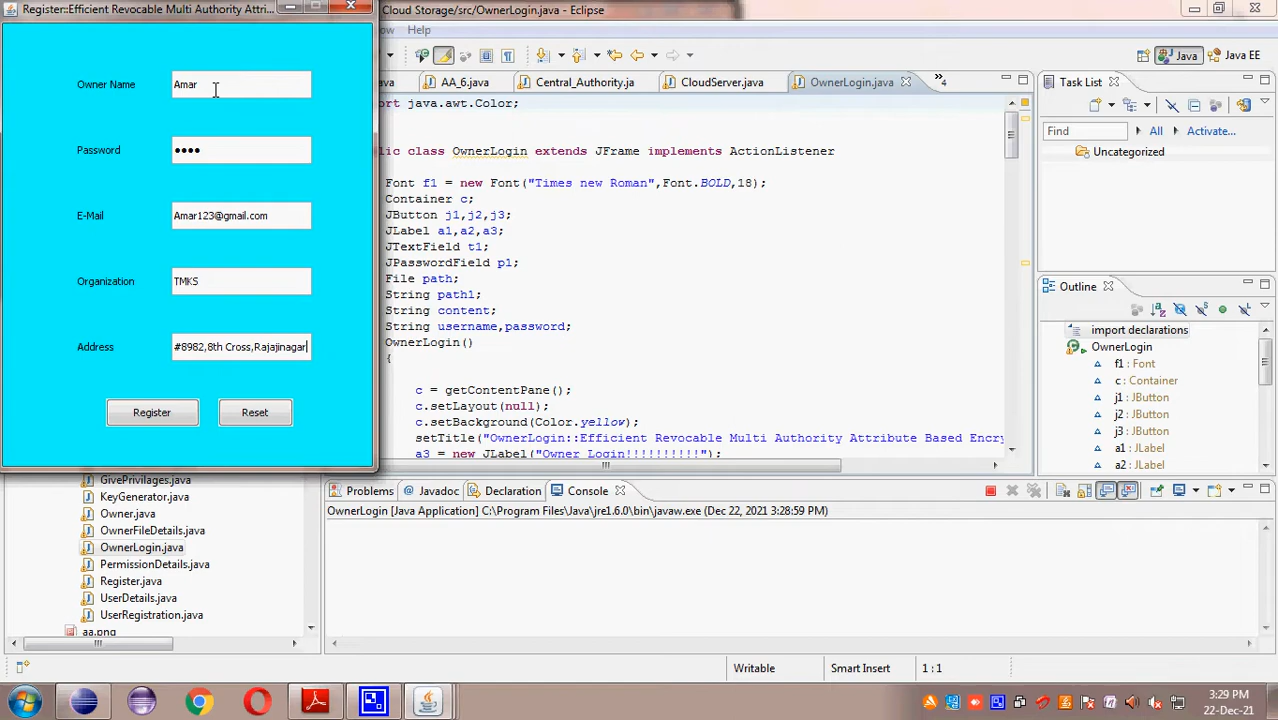 Register::Efficient Revocable Multi Authority Attri...
Cloud Storage/src/OwnerLogin.java - Eclipse
Help
Java
Java EE
Owner Name
Amar
Password
••••
E-Mail
Amar123@gmail.com
Organization
TMKS
Address
#8982,8th Cross,Rajajinagar
Register
Reset
AA_6.java
Central_Authority.ja
CloudServer.java
OwnerLogin.java
»4
ort java.awt.Color;
lic class OwnerLogin extends JFrame implements ActionListener
Font f1 = new Font("Times new Roman",Font.BOLD,18);
Container c;
JButton j1,j2,j3;
JLabel a1,a2,a3;
JTextField t1;
JPasswordField p1;
File path;
String path1;
String content;
String username,password;
OwnerLogin()
{
c = getContentPane();
c.setLayout(null);
c.setBackground(Color.yellow);
setTitle("OwnerLogin::Efficient Revocable Multi Authority Attribute Based Encry
a3 = new JLabel("Owner Login!!!!!!!!!!");
Task List
Find
All
Activate...
Uncategorized
Outline
import declarations
OwnerLogin
f1 : Font
c : Container
j1 : JButton
j2 : JButton
j3 : JButton
a1 : JLabel
a2 : JLabel
GivePrivilages.java
KeyGenerator.java
Owner.java
OwnerFileDetails.java
OwnerLogin.java
PermissionDetails.java
Register.java
UserDetails.java
UserRegistration.java
aa.png
Problems
Javadoc
Declaration
Console
OwnerLogin [Java Application] C:\Program Files\Java\jre1.6.0\bin\javaw.exe (Dec 22, 2021 3:28:59 PM)
Writable
Smart Insert
1 : 1
3:29 PM
22-Dec-21